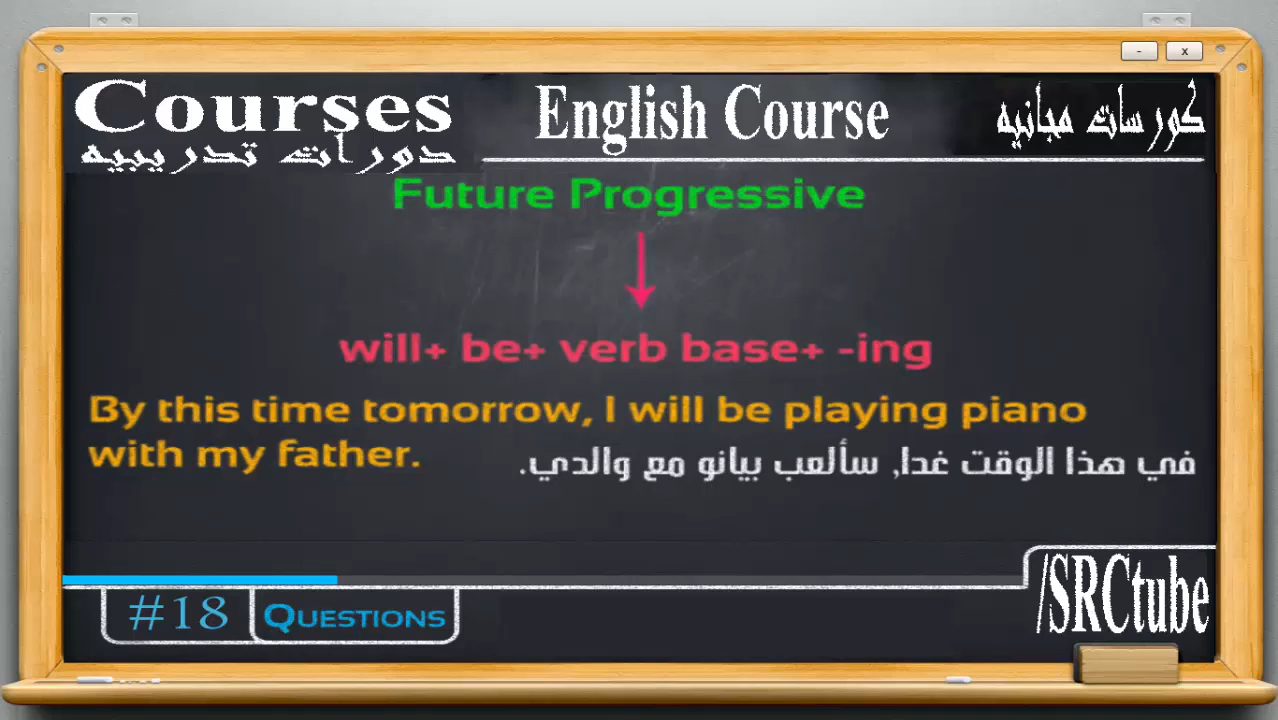 - x
Courses English Course كورسات مجانيه
دورات تدريبيه
Future Progressive
will+ be+ verb base+ -ing
By this time tomorrow, I will be playing piano
with my father.
في هذا الوقت غدا, سألعب بيانو مع والدي.
#18 Questions
/SRCtube